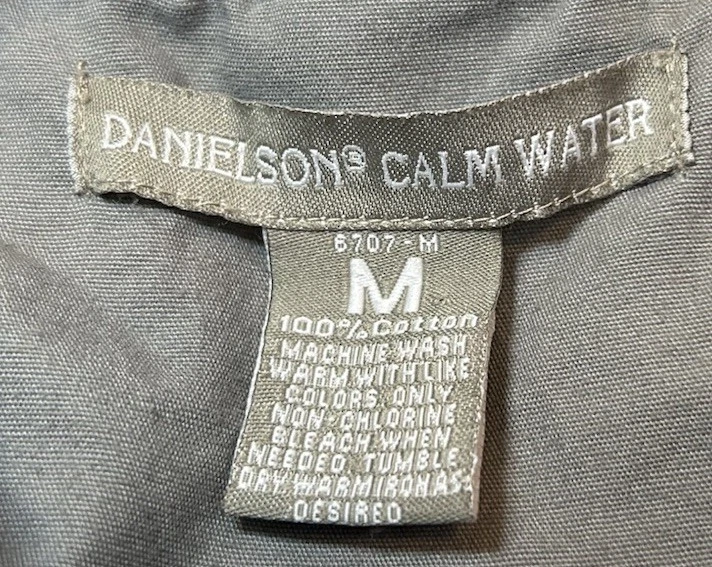 DANIELSON® CALM WATER
6707-M
M
100% Cotton
MACHINE WASH
WARM WITH LIKE
COLORS ONLY
NON-CHLORINE
BLEACH WHEN
NEEDED TUMBLE
DRY WARM IRON AS
DESIRED